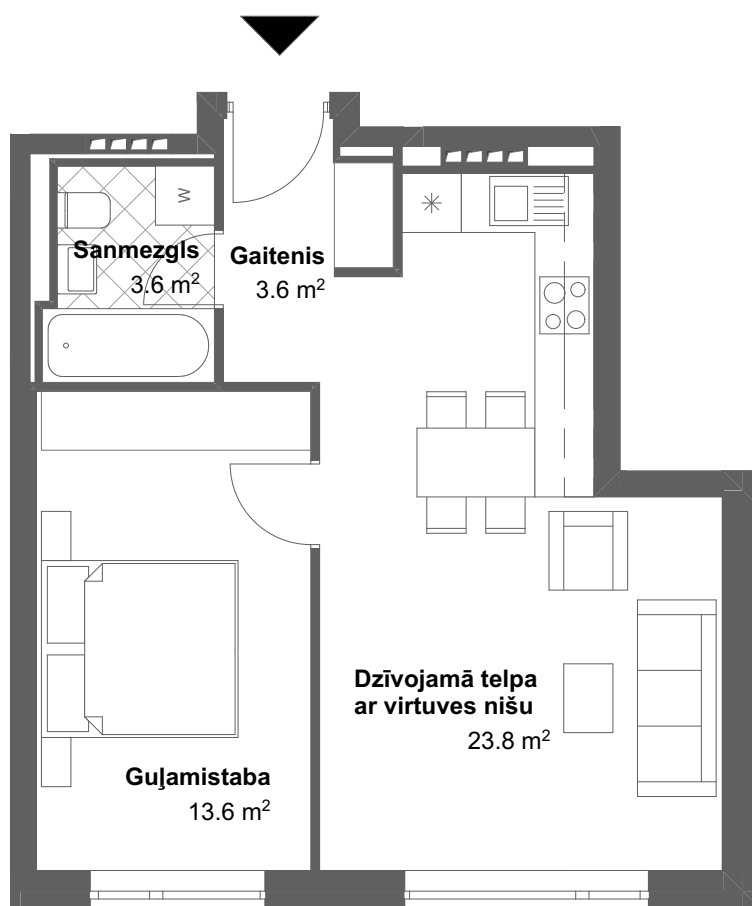 W
Sanmezgls
3.6 m²
Gaitenis
3.6 m²
Dzīvojamā telpa
ar virtuves nišu
23.8 m²
Guļamistaba
13.6 m²